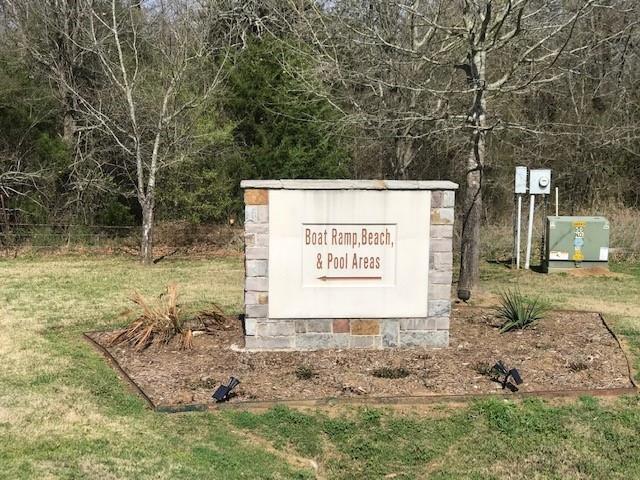 Boat Ramp,Beach,
& Pool Areas